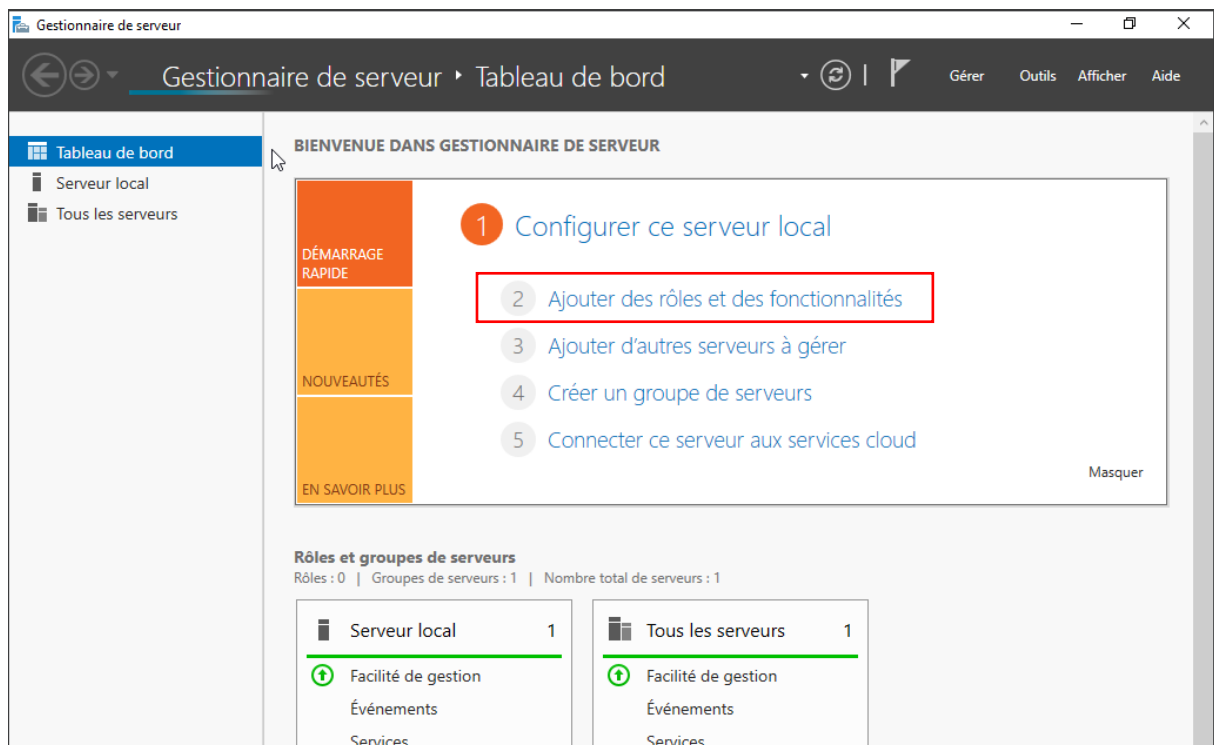 Gestionnaire de serveur
Gestionnaire de serveur ‣ Tableau de bord
Gérer Outils Afficher Aide
Tableau de bord
Serveur local
Tous les serveurs
BIENVENUE DANS GESTIONNAIRE DE SERVEUR
DÉMARRAGE
RAPIDE
NOUVEAUTÉS
EN SAVOIR PLUS
1 Configurer ce serveur local
2 Ajouter des rôles et des fonctionnalités
3 Ajouter d’autres serveurs à gérer
4 Créer un groupe de serveurs
5 Connecter ce serveur aux services cloud
Masquer
Rôles et groupes de serveurs
Rôles : 0 | Groupes de serveurs : 1 | Nombre total de serveurs : 1
Serveur local 1
Facilité de gestion
Événements
Services
Tous les serveurs 1
Facilité de gestion
Événements
Services